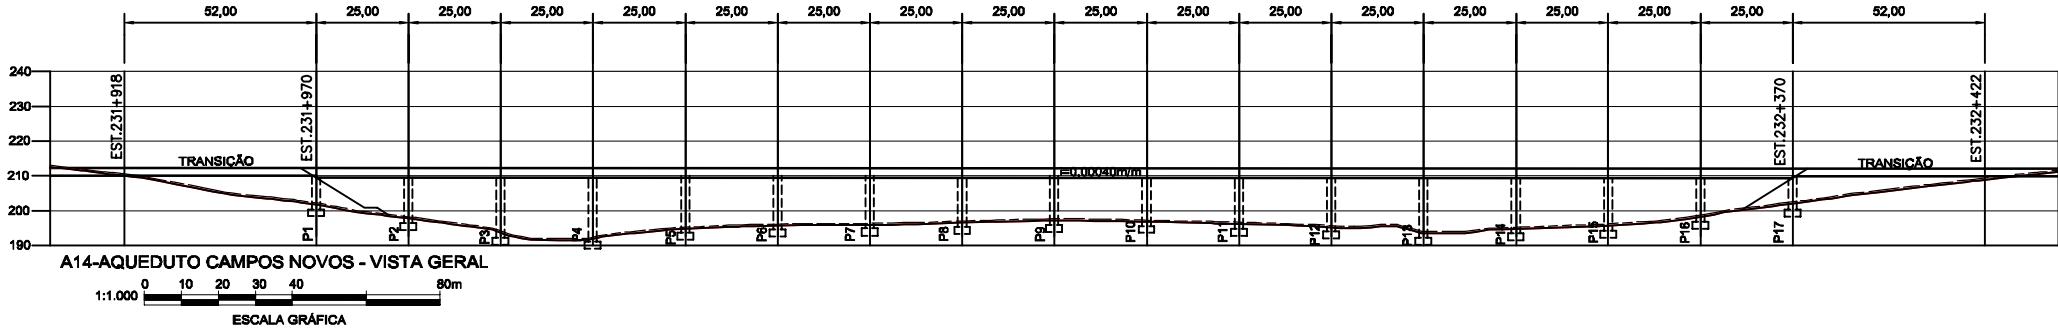 52,00 25,00 25,00 25,00 25,00 25,00 25,00 25,00 25,00 25,00 25,00 25,00 25,00 25,00 25,00 25,00 25,00 52,00
240
230
220
210
200
190
EST.231+918
EST.231+970
EST.232+370
EST.232+422
TRANSIÇÃO
TRANSIÇÃO
i=0,00040m/m
P1 P2 P3 P4 P5 P6 P7 P8 P9 P10 P11 P12 P13 P14 P15 P16 P17
A14-AQUEDUTO CAMPOS NOVOS - VISTA GERAL
0 10 20 30 40 80m
1:1.000
ESCALA GRÁFICA